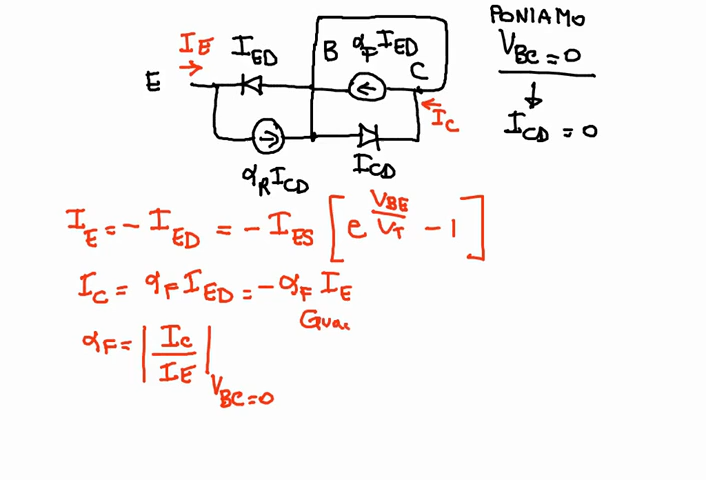 PONIAMO
V_BC = 0
I_CD = 0
I_E
I_ED
B
α_F I_ED
E
C
I_C
α_R I_CD
I_CD
I_E = - I_ED = - I_ES [ e^(V_BE/V_T) - 1 ]
I_C = α_F I_ED = - α_F I_E
α_F = | I_C / I_E |_(V_BC = 0)